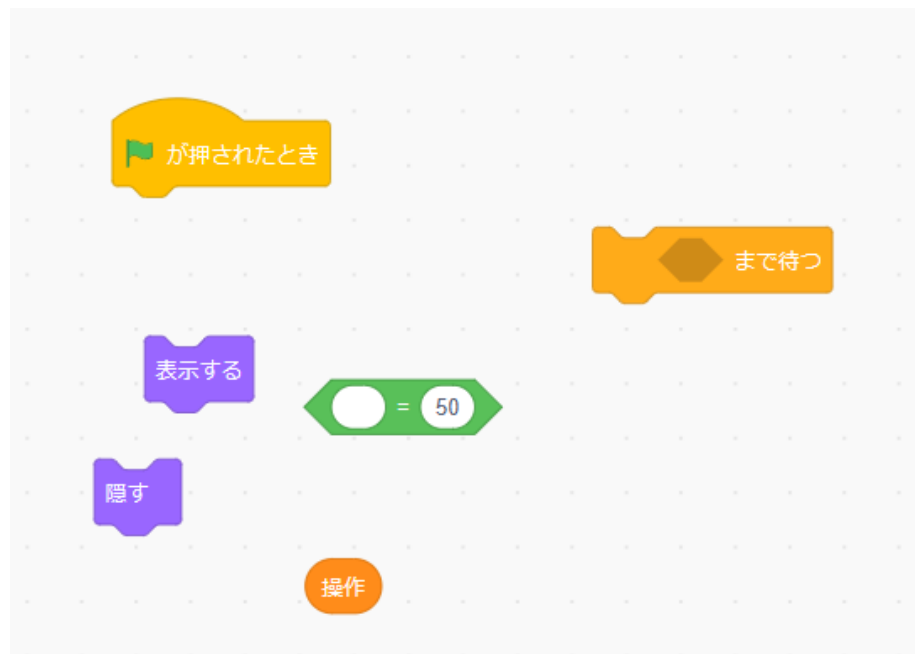 が押されたとき
まで待つ
表示する
= 50
隠す
操作